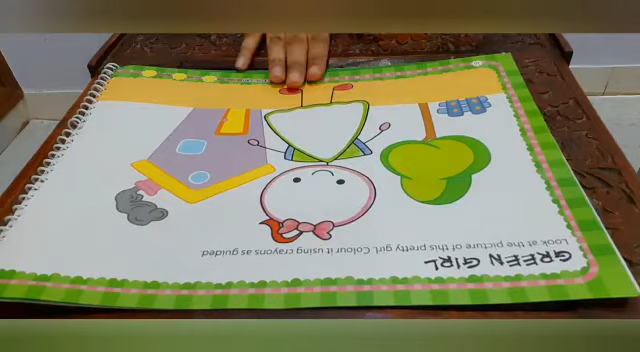 GREEN GIRL
Look at the picture of this pretty girl. Colour it using crayons as guided.